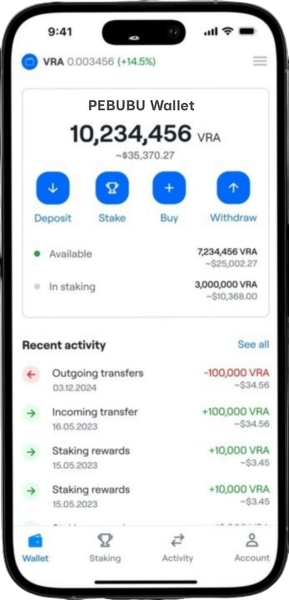 9:41
VRA 0.003456 (+14.5%)
PEBUBU Wallet
10,234,456 VRA
~$35,370.27
Deposit Stake Buy Withdraw
Available 7,234,456 VRA
~$25,002.27
In staking 3,000,000 VRA
~$10,368.00
Recent activity See all
Outgoing transfers -100,000 VRA
03.12.2024 ~$34.56
Incoming transfer +100,000 VRA
16.05.2023 ~$34.56
Staking rewards +10,000 VRA
15.05.2023 ~$3.45
Staking rewards +10,000 VRA
15.05.2023 ~$3.45
Wallet Staking Activity Account